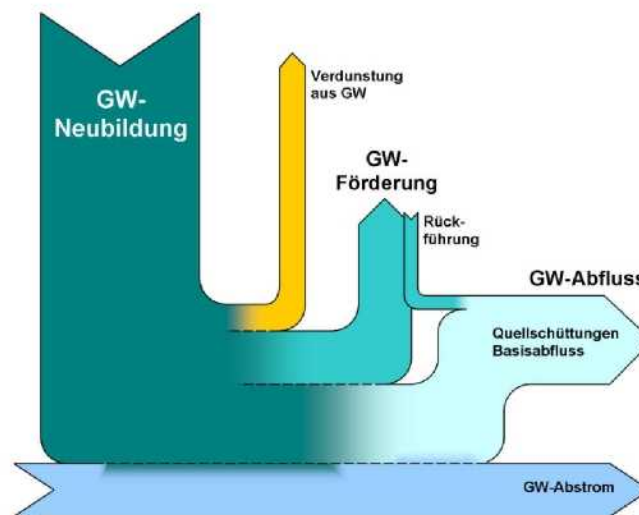 GW-
Neubildung
Verdunstung
aus GW
GW-
Förderung
Rück-
führung
GW-Abfluss
Quellschüttungen
Basisabfluss
GW-Abstrom